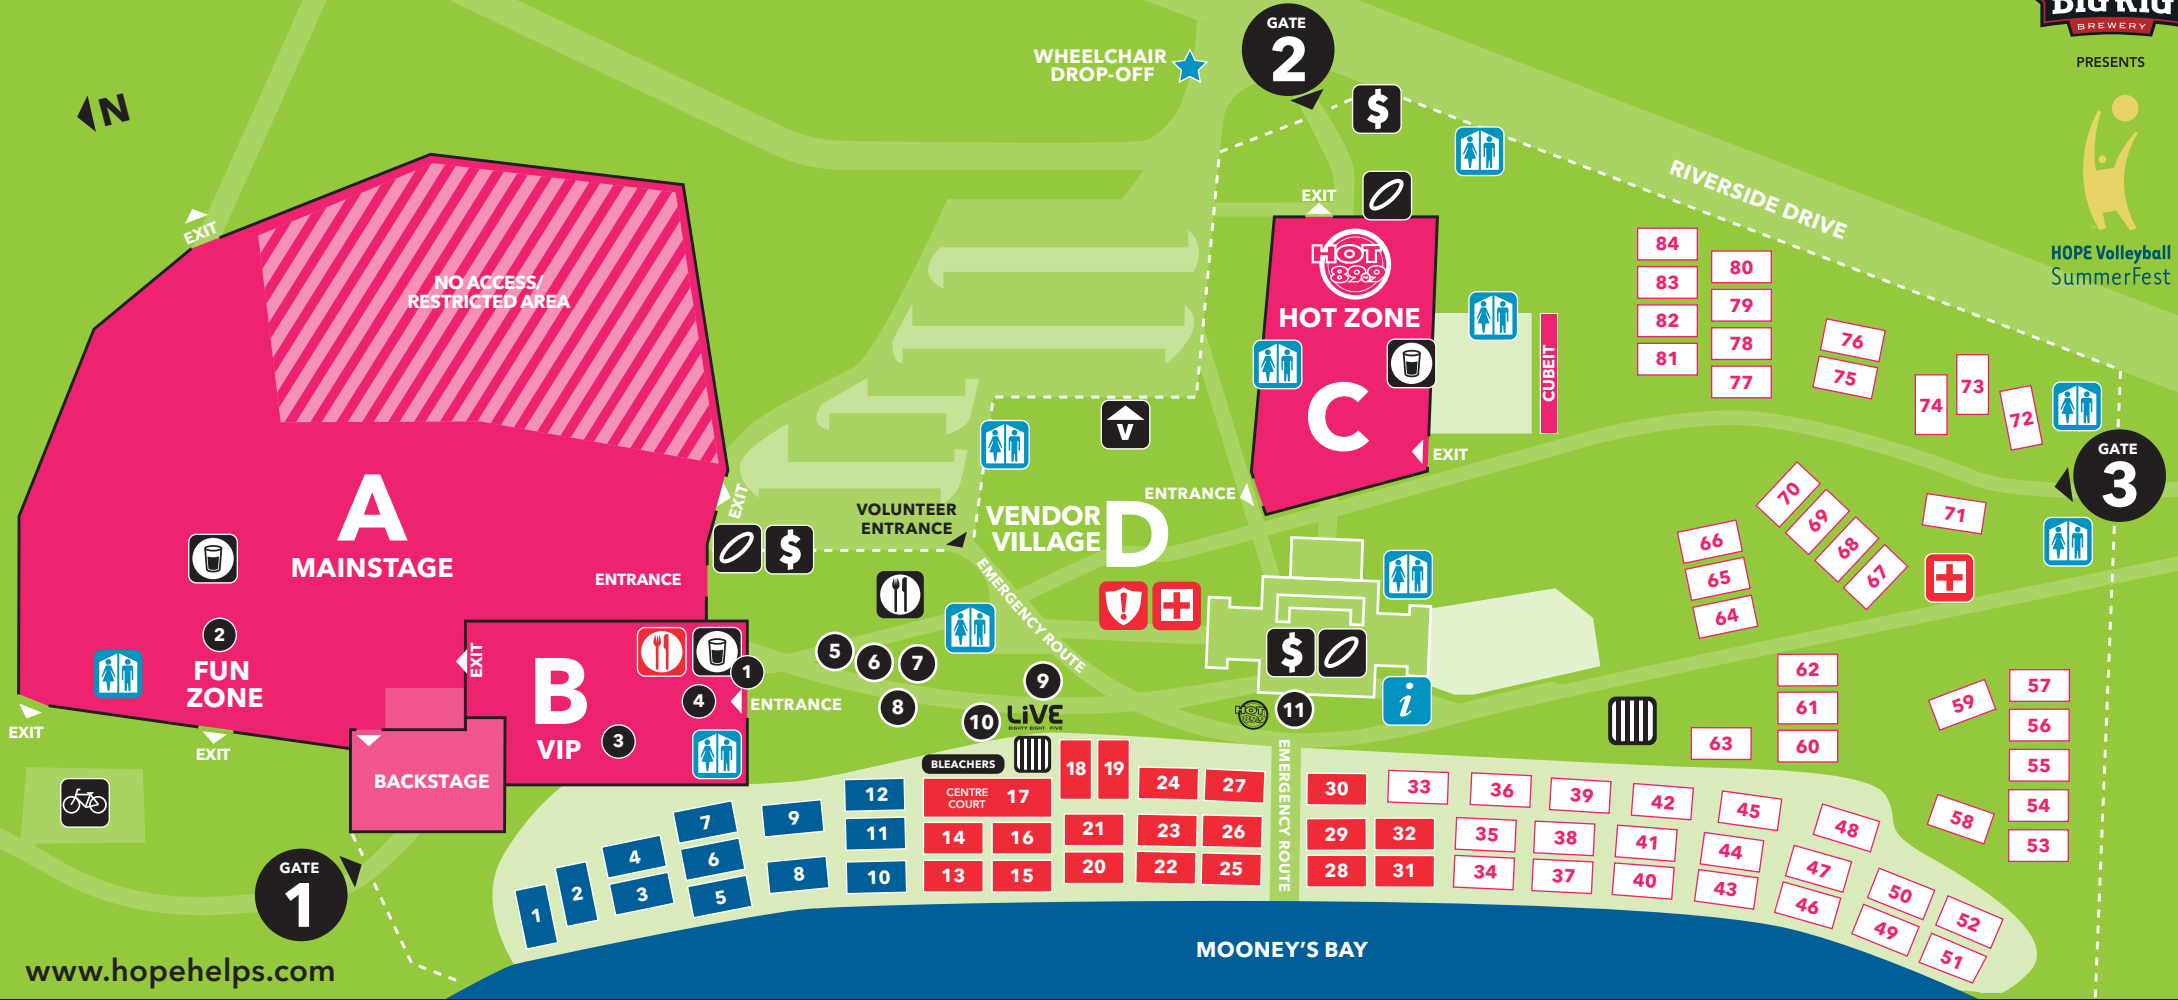 BIG RIG
BREWERY
PRESENTS
HOPE Volleyball
SummerFest
N
GATE
2
WHEELCHAIR
DROP-OFF
$
RIVERSIDE DRIVE
EXIT
NO ACCESS/
RESTRICTED AREA
EXIT
HOT
89.9
HOT ZONE
C
CUBEIT
EXIT
ENTRANCE
84
83
82
81
80
79
78
77
76
75
74
73
72
GATE
3
71
70
69
68
67
66
65
64
A
MAINSTAGE
2
FUN
ZONE
ENTRANCE
EXIT
$
VOLUNTEER
ENTRANCE
V
VENDOR
VILLAGE
D
EMERGENCY ROUTE
!
$
i
EXIT
B
VIP
1
4
3
ENTRANCE
5
6
7
8
9
10
LiVE
EIGHTY EIGHT FIVE
HOT
89.9
11
EXIT
EXIT
BACKSTAGE
GATE
1
www.hopehelps.com
BLEACHERS
CENTRE
COURT
17
1
2
3
4
5
6
7
8
9
10
11
12
13
14
15
16
18
19
20
21
22
23
24
25
26
27
EMERGENCY ROUTE
28
29
30
31
32
33
34
35
36
37
38
39
40
41
42
43
44
45
46
47
48
49
50
51
52
53
54
55
56
57
58
59
60
61
62
63
MOONEY'S BAY